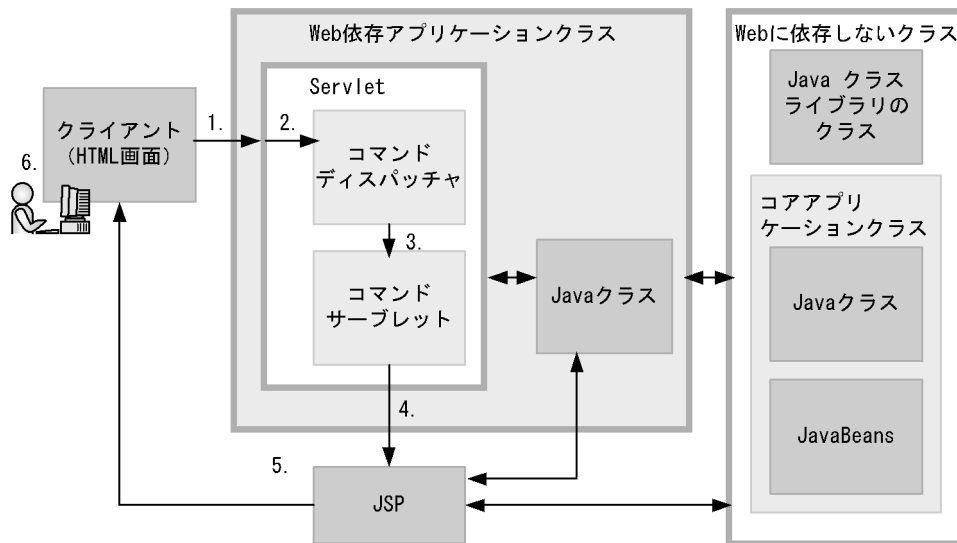 Web依存アプリケーションクラス
Webに依存しないクラス
Servlet
Java クラス
ライブラリの
クラス
クライアント
(HTML画面)
1.
2.
コマンド
ディスパッチャ
6.
3.
コアアプリ
ケーションクラス
コマンド
サーブレット
Javaクラス
Javaクラス
4.
JavaBeans
5.
JSP